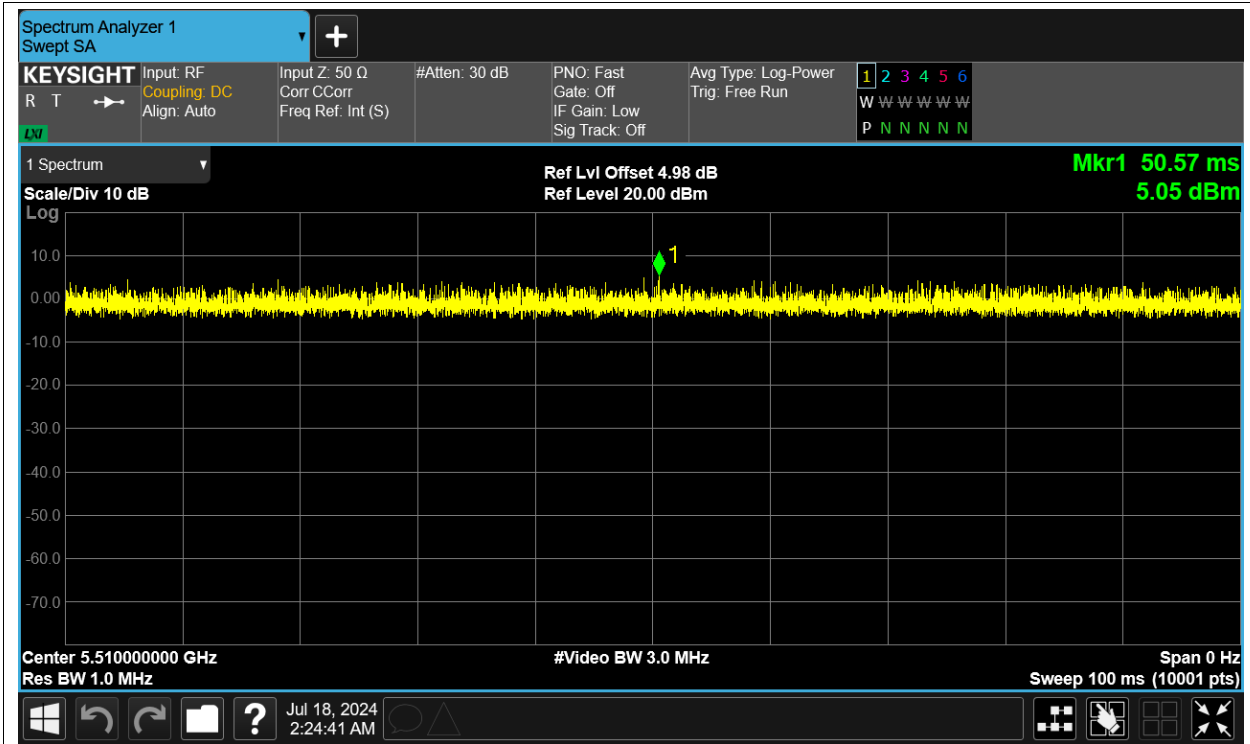 Spectrum Analyzer 1
Swept SA
KEYSIGHT
R T
LXI
Input: RF
Coupling: DC
Align: Auto
Input Z: 50 Ω
Corr CCorr
Freq Ref: Int (S)
#Atten: 30 dB
PNO: Fast
Gate: Off
IF Gain: Low
Sig Track: Off
Avg Type: Log-Power
Trig: Free Run
1 2 3 4 5 6
W W W W W W
P N N N N N
1 Spectrum
Scale/Div 10 dB
Log
Ref Lvl Offset 4.98 dB
Ref Level 20.00 dBm
Mkr1 50.57 ms
5.05 dBm
1
10.0
0.00
-10.0
-20.0
-30.0
-40.0
-50.0
-60.0
-70.0
Center 5.510000000 GHz
#Video BW 3.0 MHz
Span 0 Hz
Res BW 1.0 MHz
Sweep 100 ms (10001 pts)
?
Jul 18, 2024
2:24:41 AM